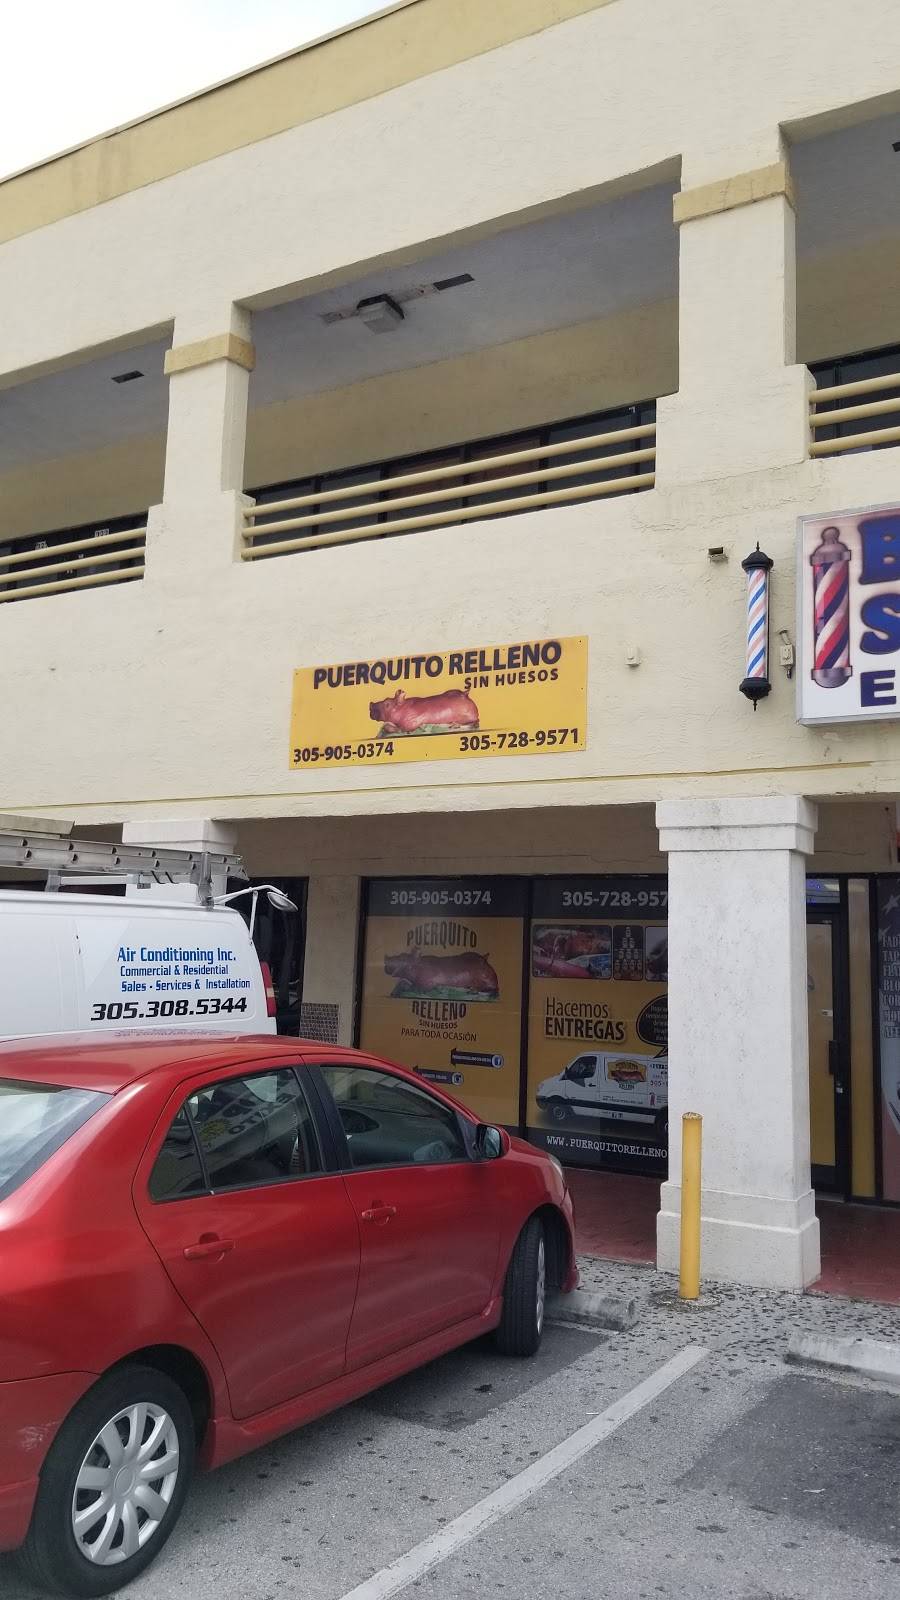 PUERQUITO RELLENO
SIN HUESOS
305-905-0374
305-728-9571
Air Conditioning Inc.
Commercial & Residential
Sales - Services & Installation
305.308.5344
305-905-0374
PUERQUITO
RELLENO
SIN HUESOS
PARA TODA OCASIÓN
305-728-957
Hacemos
ENTREGAS
WWW.PUERQUITORELLENO
B
S
E